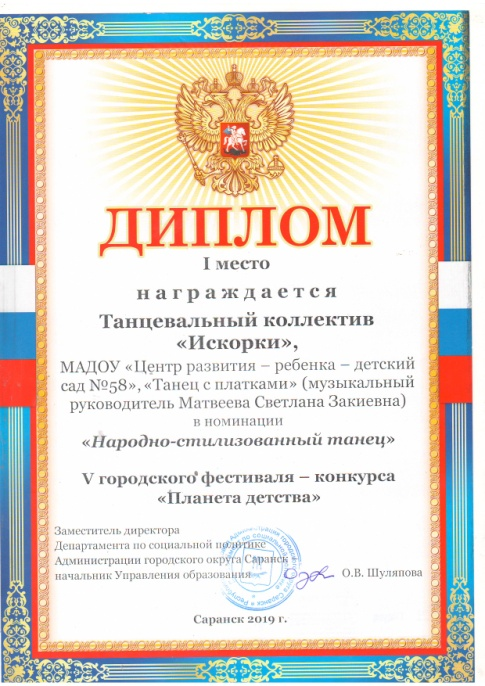 ДИПЛОМ
I место
награждается
Танцевальный коллектив
«Искорки»,
МАДОУ «Центр развития – ребенка – детский
сад №58», «Танец с платками» (музыкальный
руководитель Матвеева Светлана Закиевна)
в номинации
«Народно-стилизованный танец»
V городского фестиваля – конкурса
«Планета детства»
Заместитель директора
Департамента по социальной политике
Администрации городского округа Саранск –
начальник Управления образования
О.В. Шуляпова
Саранск 2019 г.